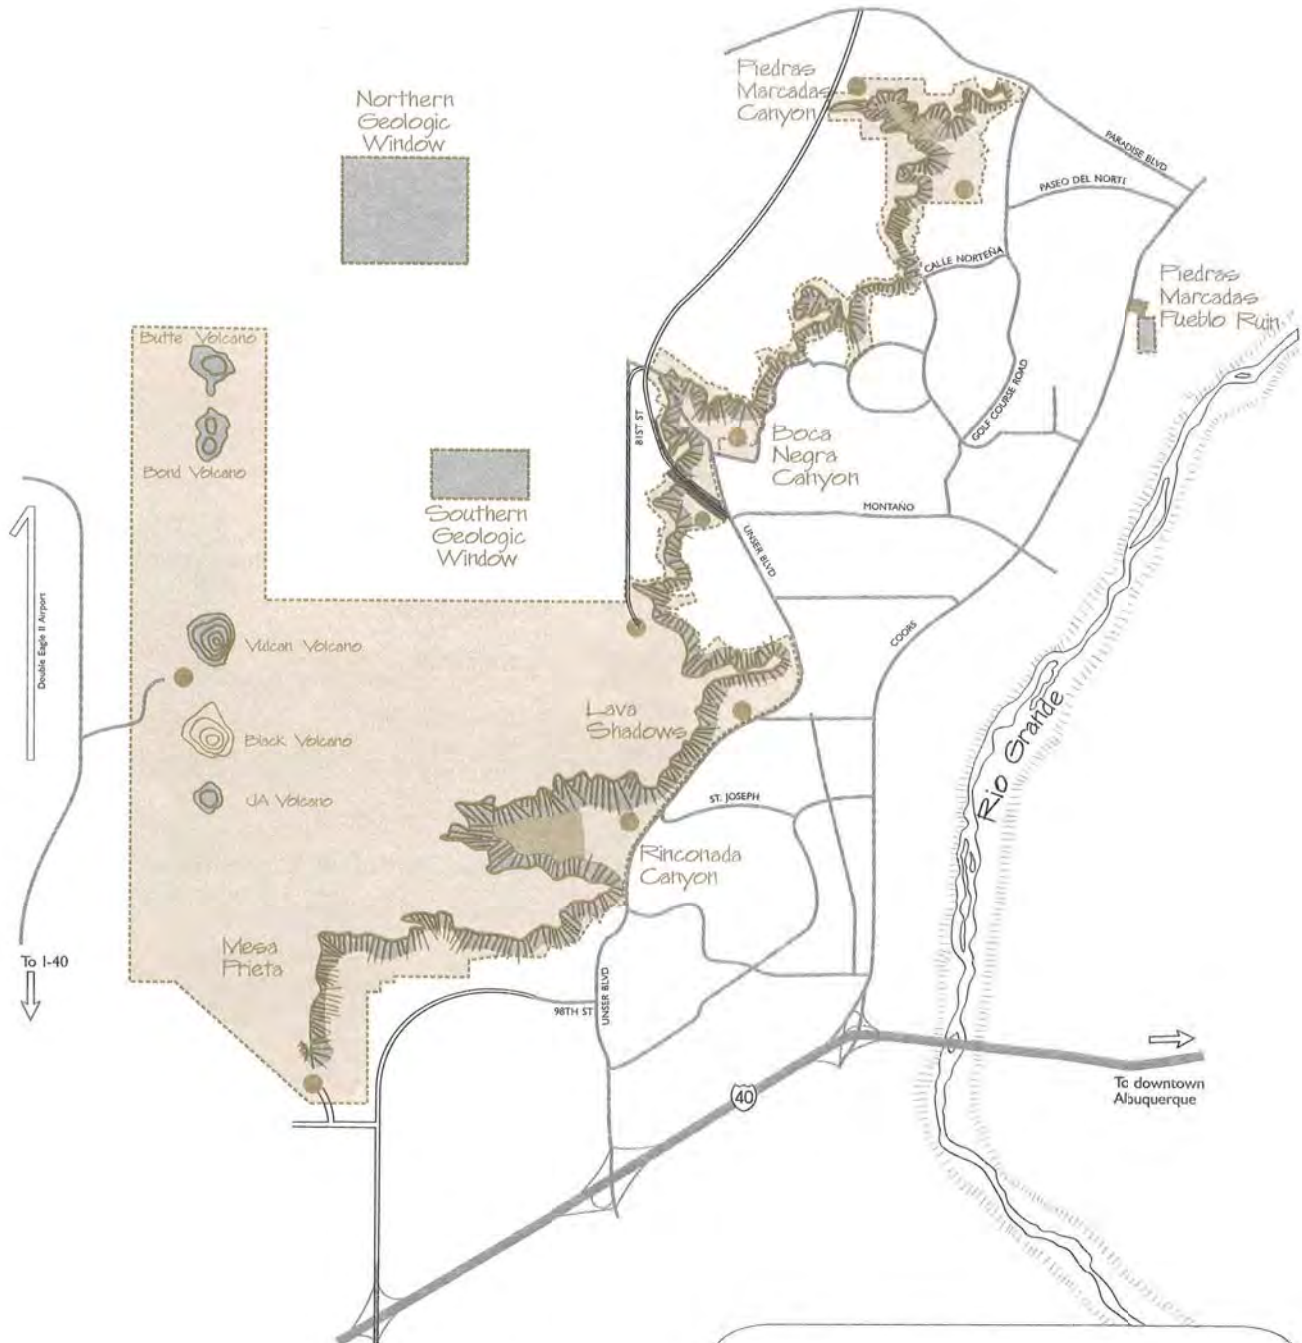 Piedras
Marcadas
Canyon
Northern
Geologic
Window
PARADISE BLVD
PASEO DEL NORTE
CALLE NORTEÑA
Piedras
Marcadas
Pueblo Ruin
Butte Volcano
Bond Volcano
81ST ST
GOLF COURSE ROAD
Boca
Negra
Canyon
Southern
Geologic
Window
MONTAÑO
UNSER BLVD
Double Eagle II Airport
Vulcan Volcano
COORS
Lava
Shadows
Black Volcano
JA Volcano
Rio Grande
ST. JOSEPH
Rinconada
Canyon
Mesa
Prieta
To I-40
98TH ST
UNSER BLVD
40
To downtown
Albuquerque